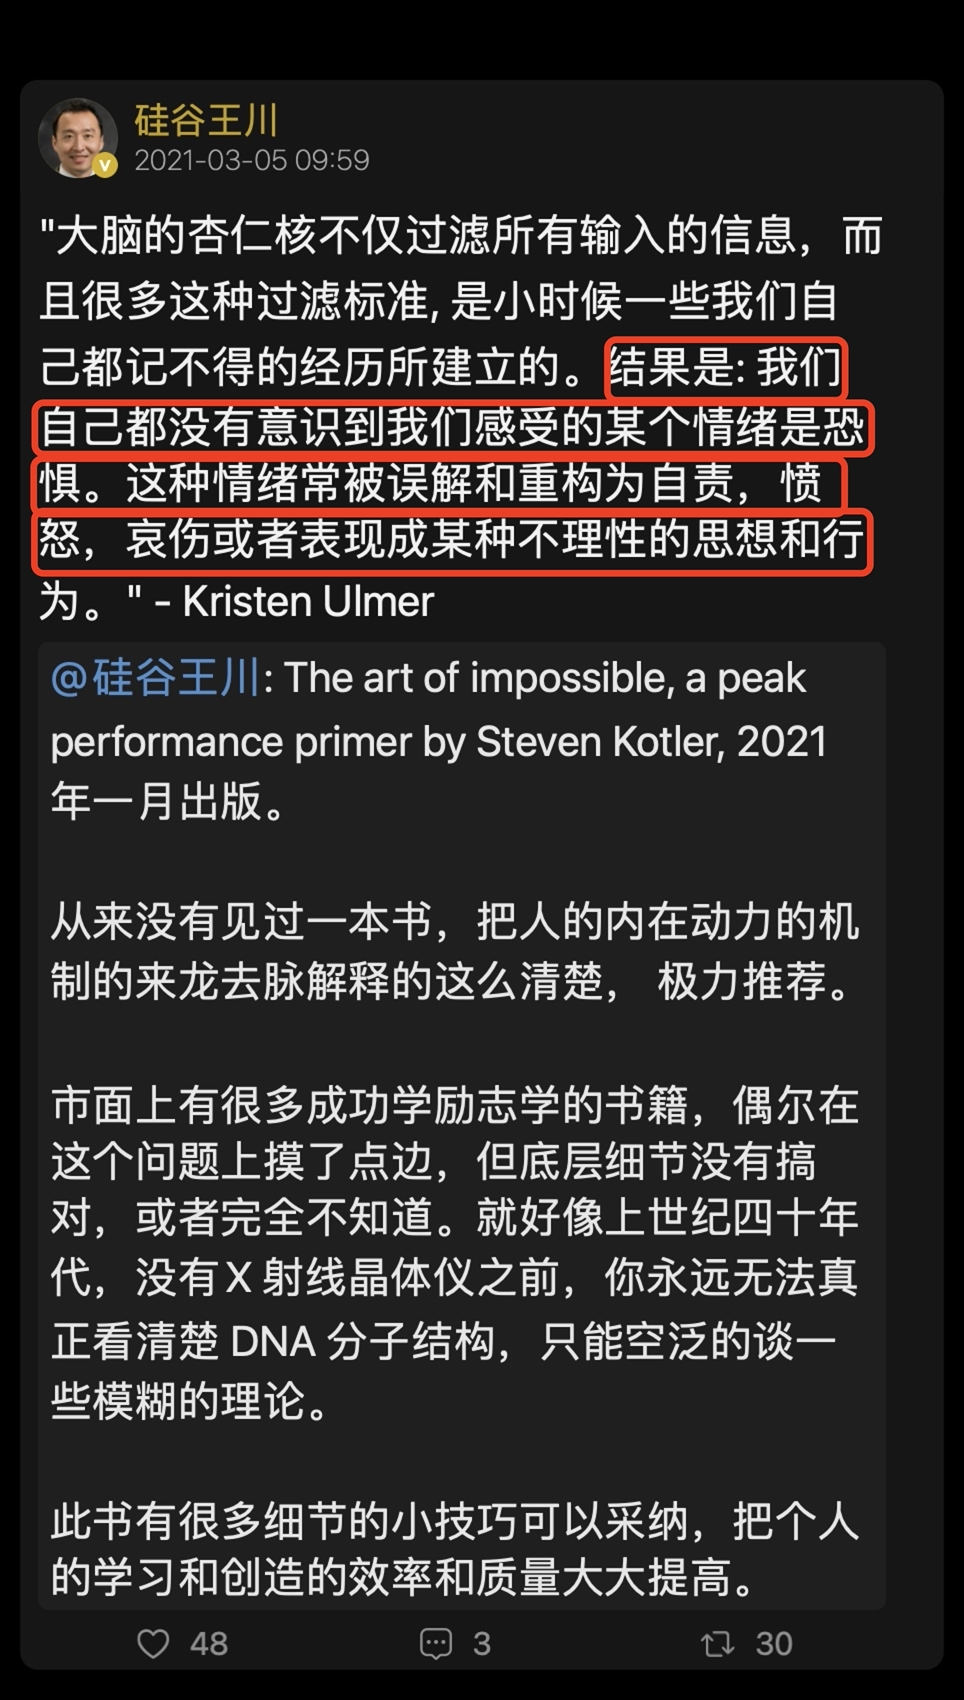 硅谷王川
V
2021-03-05 09:59
"大脑的杏仁核不仅过滤所有输入的信息，而
且很多这种过滤标准, 是小时候一些我们自
己都记不得的经历所建立的。结果是: 我们
自己都没有意识到我们感受的某个情绪是恐
惧。这种情绪常被误解和重构为自责，愤
怒，哀伤或者表现成某种不理性的思想和行
为。" - Kristen Ulmer
@硅谷王川: The art of impossible, a peak
performance primer by Steven Kotler, 2021
年一月出版。
从来没有见过一本书，把人的内在动力的机
制的来龙去脉解释的这么清楚， 极力推荐。
市面上有很多成功学励志学的书籍，偶尔在
这个问题上摸了点边，但底层细节没有搞
对，或者完全不知道。就好像上世纪四十年
代，没有 X 射线晶体仪之前，你永远无法真
正看清楚 DNA 分子结构，只能空泛的谈一
些模糊的理论。
此书有很多细节的小技巧可以采纳，把个人
的学习和创造的效率和质量大大提高。
48 3 30